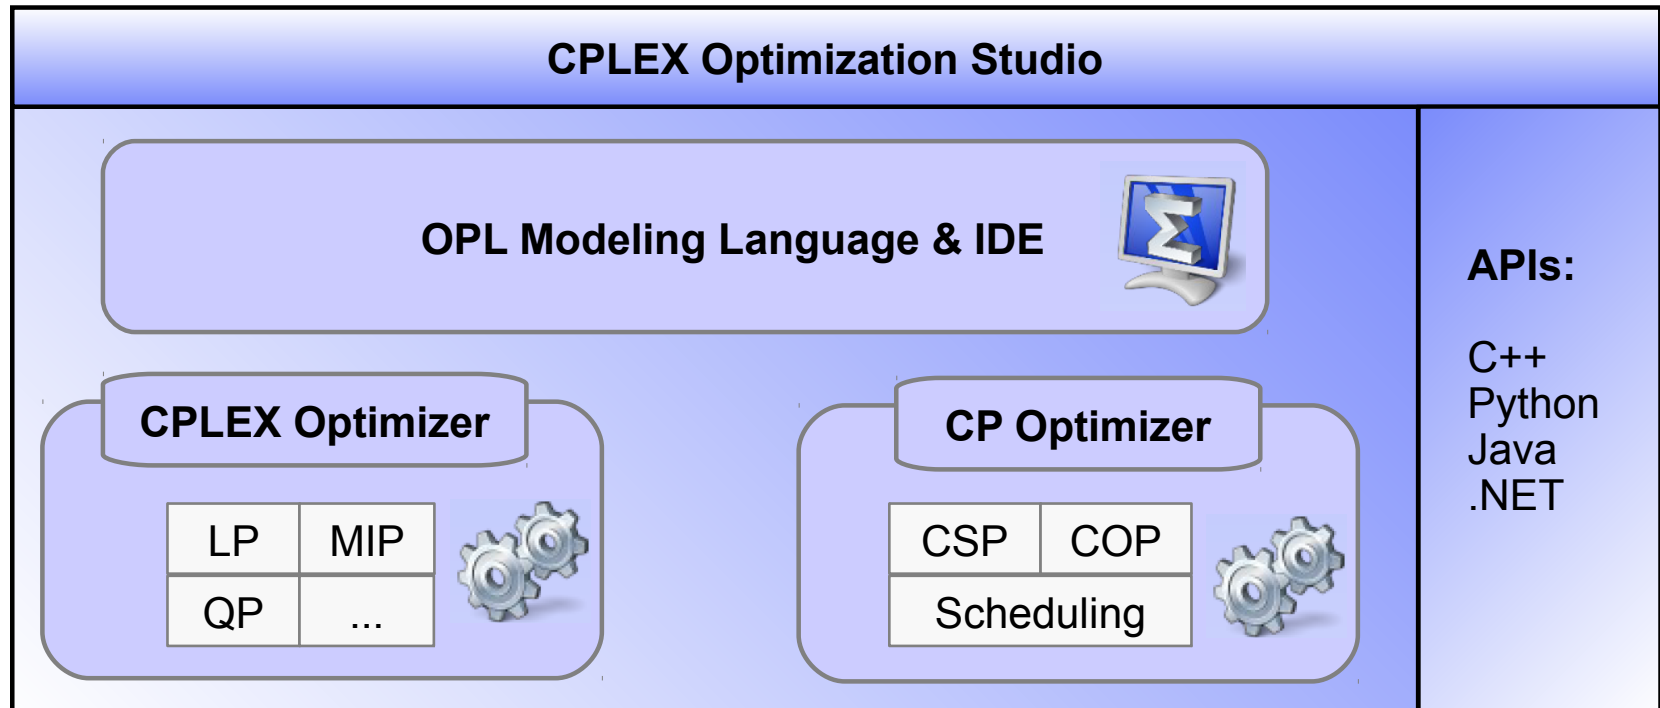 CPLEX Optimization Studio
OPL Modeling Language & IDE
CPLEX Optimizer
LP MIP
QP ...
CP Optimizer
CSP COP
Scheduling
APIs:
C++
Python
Java
.NET